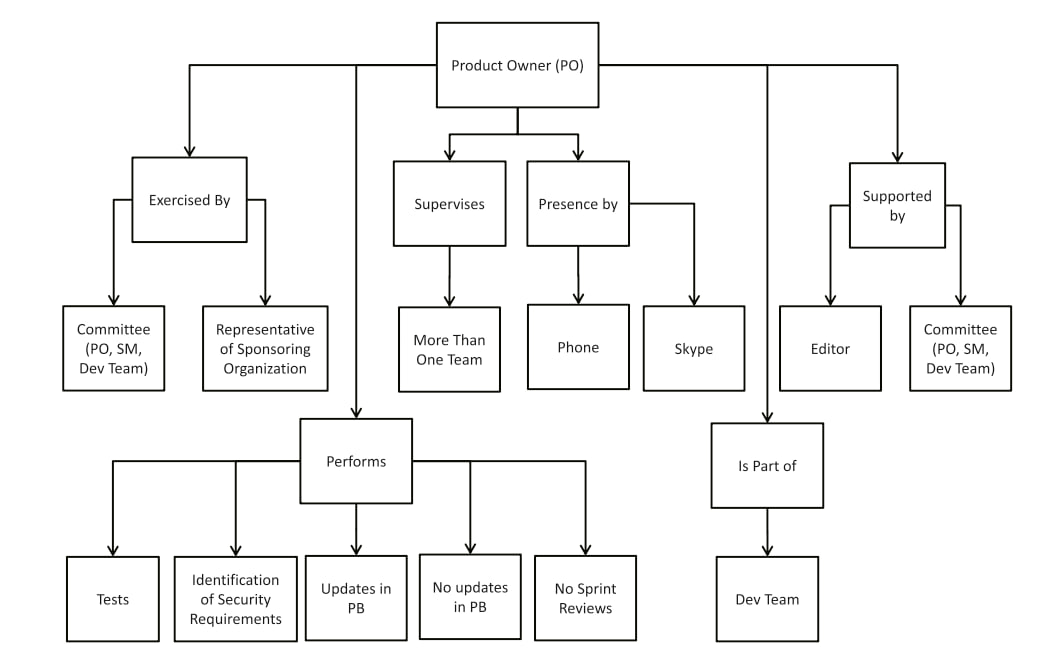 Product Owner (PO)
Exercised By
Supervises
Presence by
Supported
by
Committee
(PO, SM,
Dev Team)
Representative
of Sponsoring
Organization
More Than
One Team
Phone
Skype
Editor
Committee
(PO, SM,
Dev Team)
Performs
Is Part of
Tests
Identification
of Security
Requirements
Updates in
PB
No updates
in PB
No Sprint
Reviews
Dev Team